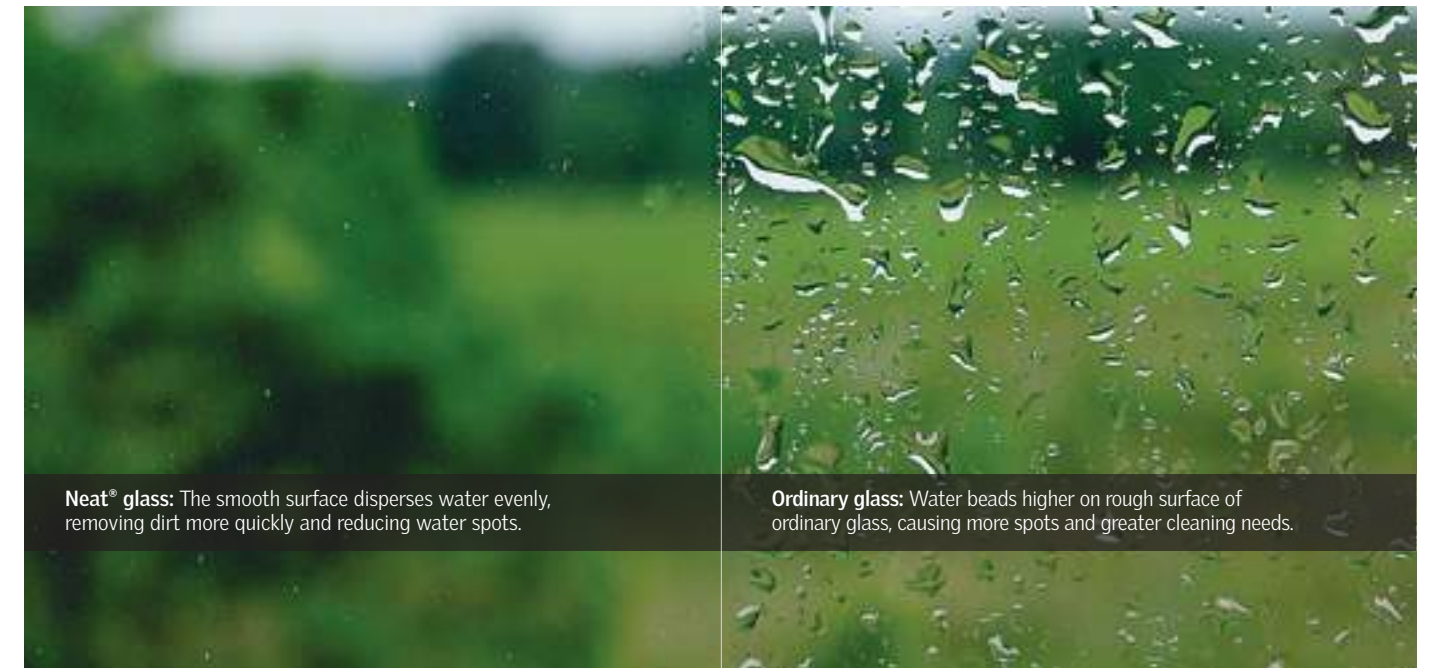 Neat® glass: The smooth surface disperses water evenly,
removing dirt more quickly and reducing water spots.
Ordinary glass: Water beads higher on rough surface of
ordinary glass, causing more spots and greater cleaning needs.